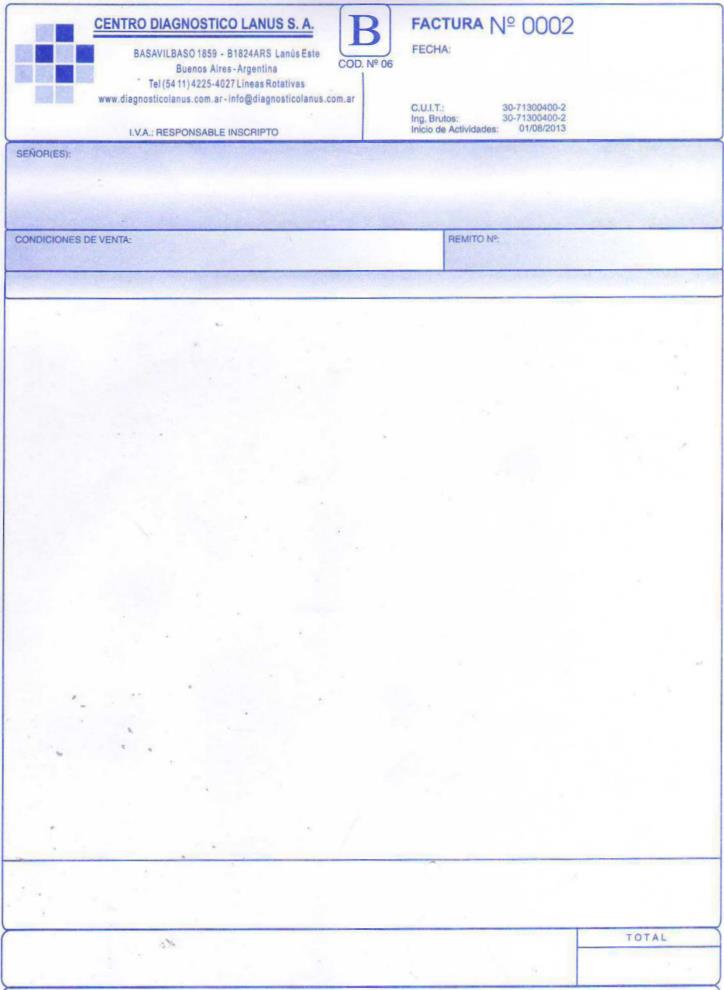 CENTRO DIAGNOSTICO LANUS S. A.
BASAVILBASO 1859 - B1824ARS Lanús Este
Buenos Aires - Argentina
Tel (54 11) 4225-4027 Líneas Rotativas
www.diagnosticolanus.com.ar - info@diagnosticolanus.com.ar
I.V.A.: RESPONSABLE INSCRIPTO
B
COD. Nº 06
FACTURA Nº 0002
FECHA:
C.U.I.T.: 30-71300400-2
Ing. Brutos: 30-71300400-2
Inicio de Actividades: 01/08/2013
SEÑOR(ES):
CONDICIONES DE VENTA:
REMITO Nº:
TOTAL